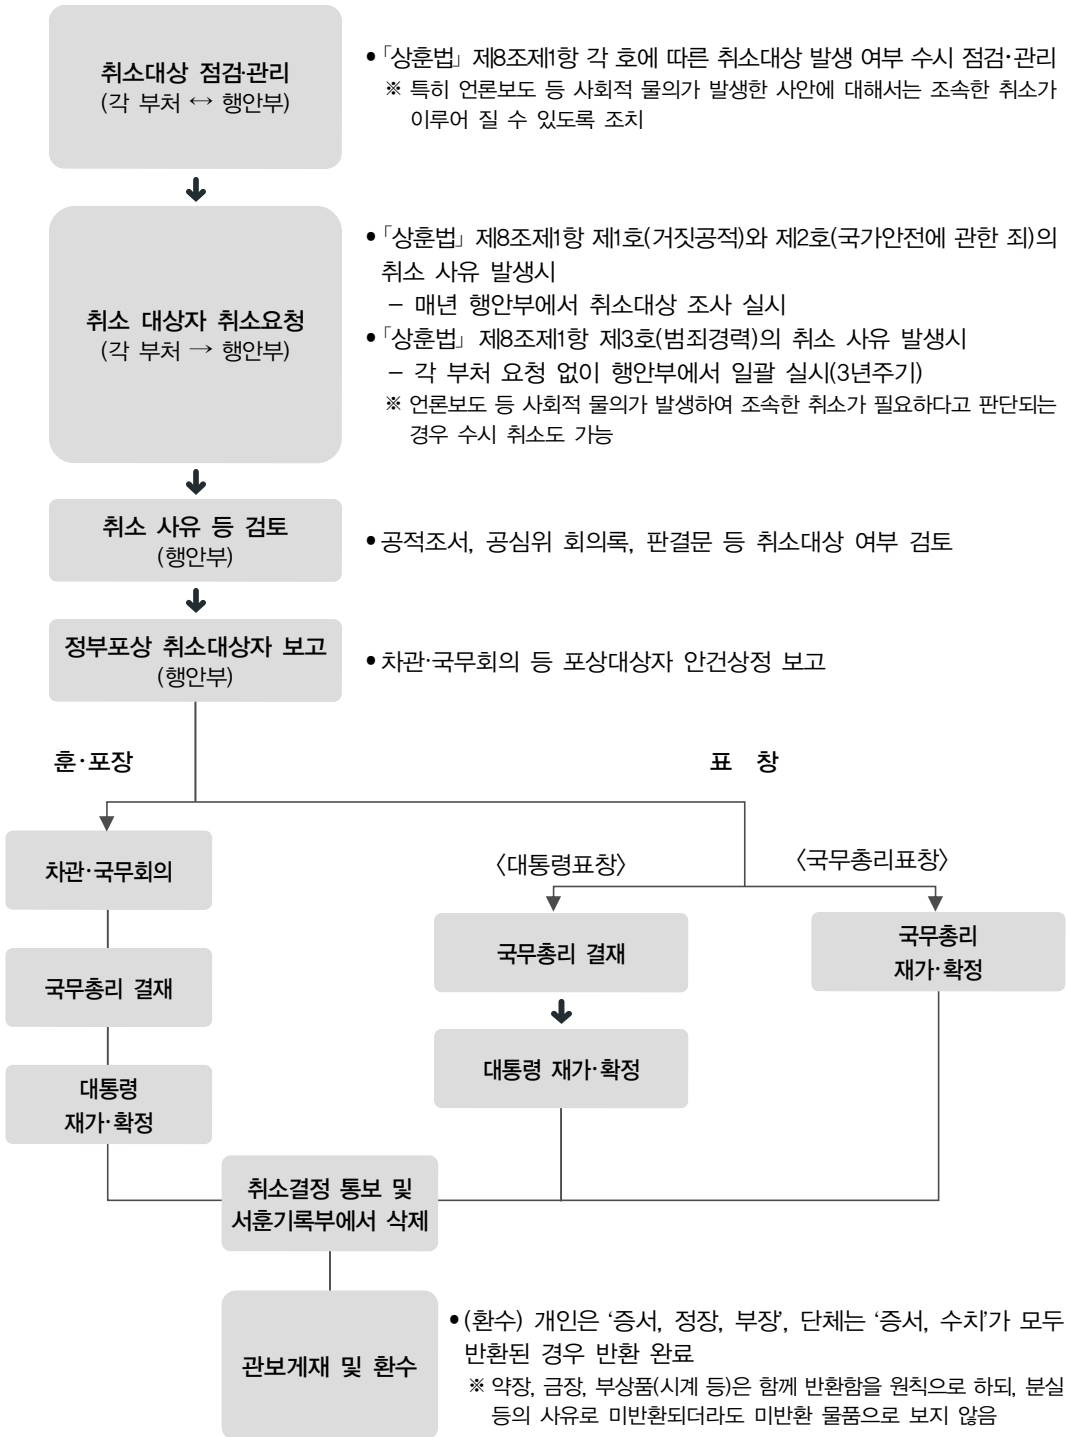 취소대상 점검·관리
(각 부처 ↔ 행안부)
•「상훈법」 제8조제1항 각 호에 따른 취소대상 발생 여부 수시 점검·관리
※ 특히 언론보도 등 사회적 물의가 발생한 사안에 대해서는 조속한 취소가
이루어 질 수 있도록 조치
취소 대상자 취소요청
(각 부처 → 행안부)
•「상훈법」 제8조제1항 제1호(거짓공적)와 제2호(국가안전에 관한 죄)의
취소 사유 발생시
– 매년 행안부에서 취소대상 조사 실시
•「상훈법」 제8조제1항 제3호(범죄경력)의 취소 사유 발생시
– 각 부처 요청 없이 행안부에서 일괄 실시(3년주기)
※ 언론보도 등 사회적 물의가 발생하여 조속한 취소가 필요하다고 판단되는
경우 수시 취소도 가능
취소 사유 등 검토
(행안부)
• 공적조서, 공심위 회의록, 판결문 등 취소대상 여부 검토
정부포상 취소대상자 보고
(행안부)
• 차관·국무회의 등 포상대상자 안건상정 보고
훈·포장
표 창
차관·국무회의
국무총리 결재
대통령
재가·확정
〈대통령표창〉
국무총리 결재
대통령 재가·확정
〈국무총리표창〉
국무총리
재가·확정
취소결정 통보 및
서훈기록부에서 삭제
관보게재 및 환수
• (환수) 개인은 ‘증서, 정장, 부장’, 단체는 ‘증서, 수치’가 모두
반환된 경우 반환 완료
※ 약장, 금장, 부상품(시계 등)은 함께 반환함을 원칙으로 하되, 분실
등의 사유로 미반환되더라도 미반환 물품으로 보지 않음